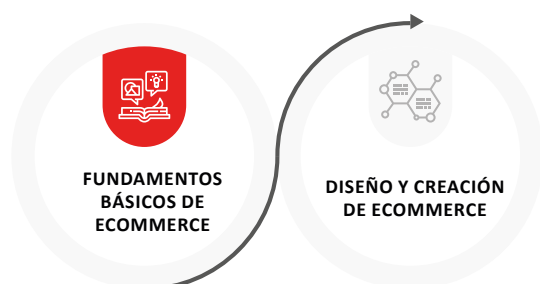 FUNDAMENTOS
BÁSICOS DE
ECOMMERCE
DISEÑO Y CREACIÓN
DE ECOMMERCE